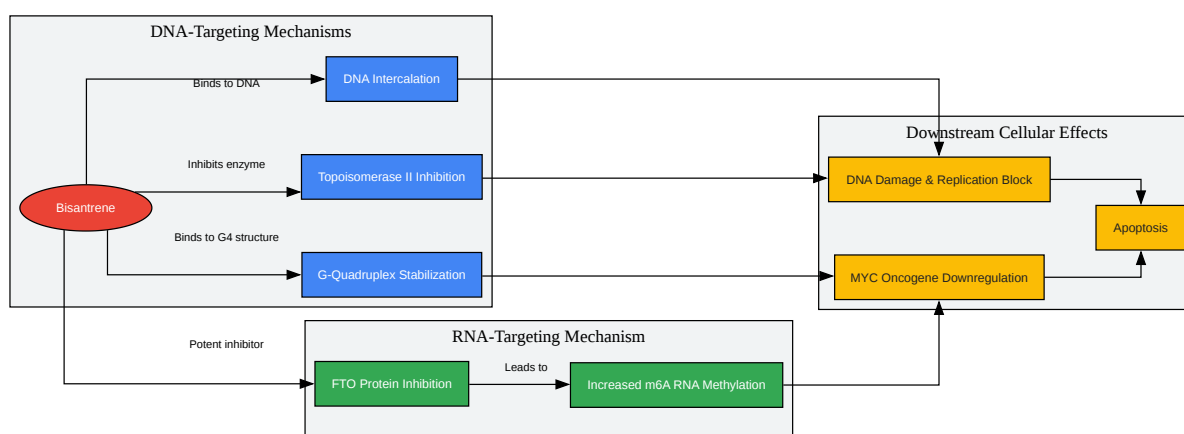 DNA-Targeting Mechanisms
Binds to DNA
DNA Intercalation
Downstream Cellular Effects
Inhibits enzyme
Topoisomerase II Inhibition
DNA Damage & Replication Block
Bisantrene
Apoptosis
Binds to G4 structure
G-Quadruplex Stabilization
MYC Oncogene Downregulation
RNA-Targeting Mechanism
Potent inhibitor
FTO Protein Inhibition
Leads to
Increased m6A RNA Methylation